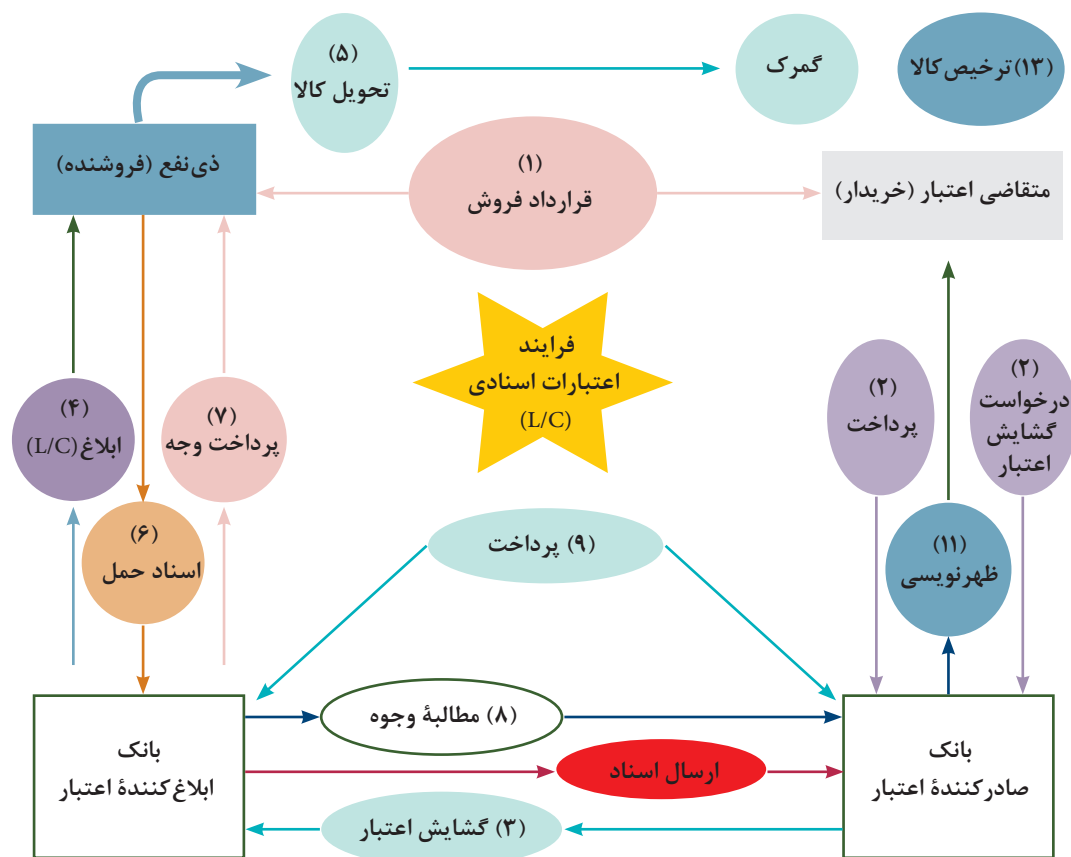 (۱۳) ترخیص کالا
گمرک
(۵)
تحویل کالا
ذی‌نفع (فروشنده)
(۱)
قرارداد فروش
متقاضی اعتبار (خریدار)
فرایند
اعتبارات اسنادی
(L/C)
(۲)
درخواست
گشایش
اعتبار
(۲)
پرداخت
(۷)
پرداخت وجه
(۴)
ابلاغ (L/C)
(۱۱)
ظهرنویسی
(۹) پرداخت
(۶)
اسناد حمل
بانک
صادرکنندهٔ اعتبار
(۸) مطالبهٔ وجوه
ارسال اسناد
(۳) گشایش اعتبار
بانک
ابلاغ‌کنندهٔ اعتبار